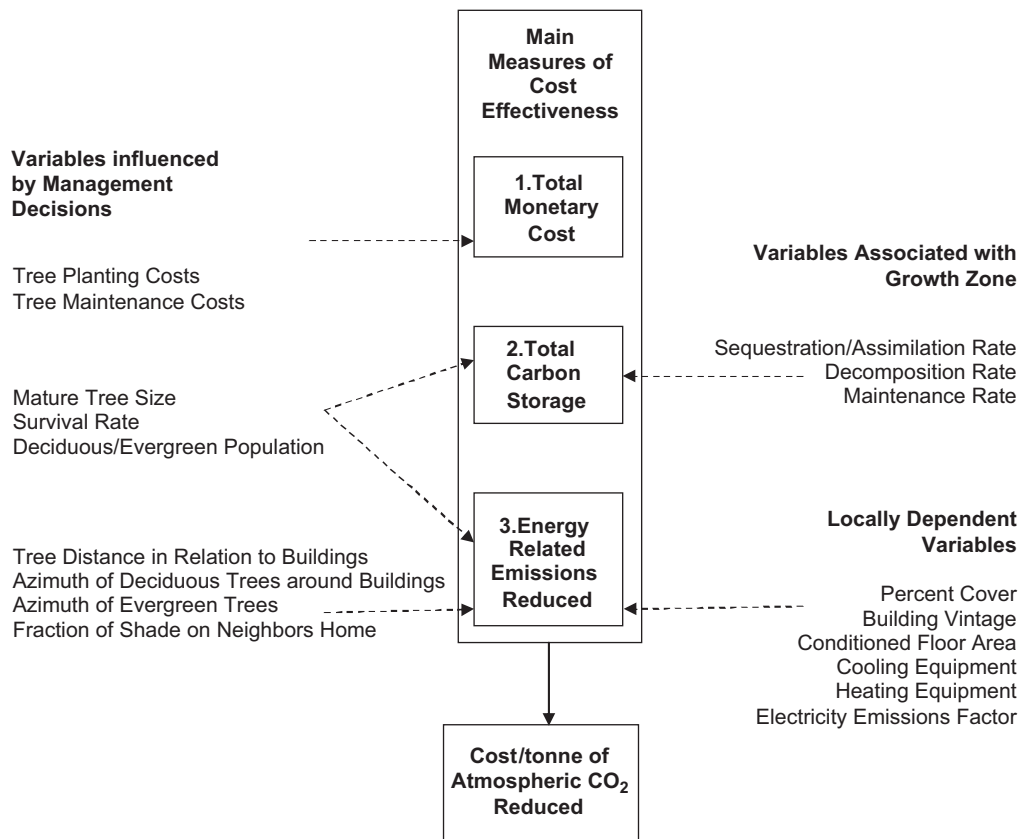 Main
Measures of
Cost
Effectiveness
Variables influenced
by Management
Decisions
1.Total
Monetary
Cost
Tree Planting Costs
Tree Maintenance Costs
Variables Associated with
Growth Zone
2.Total
Carbon
Storage
Sequestration/Assimilation Rate
Decomposition Rate
Maintenance Rate
Mature Tree Size
Survival Rate
Deciduous/Evergreen Population
3.Energy
Related
Emissions
Reduced
Locally Dependent
Variables
Tree Distance in Relation to Buildings
Azimuth of Deciduous Trees around Buildings
Azimuth of Evergreen Trees
Fraction of Shade on Neighbors Home
Percent Cover
Building Vintage
Conditioned Floor Area
Cooling Equipment
Heating Equipment
Electricity Emissions Factor
Cost/tonne of
Atmospheric CO₂
Reduced